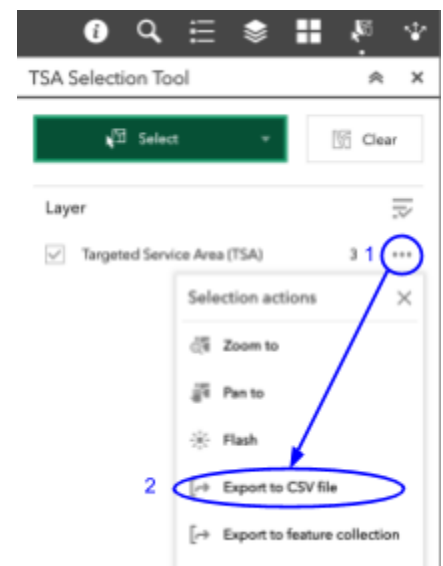 TSA Selection Tool
Select
Clear
Layer
Targeted Service Area (TSA) 3 1
Selection actions
Zoom to
Pan to
Flash
2 Export to CSV file
Export to feature collection